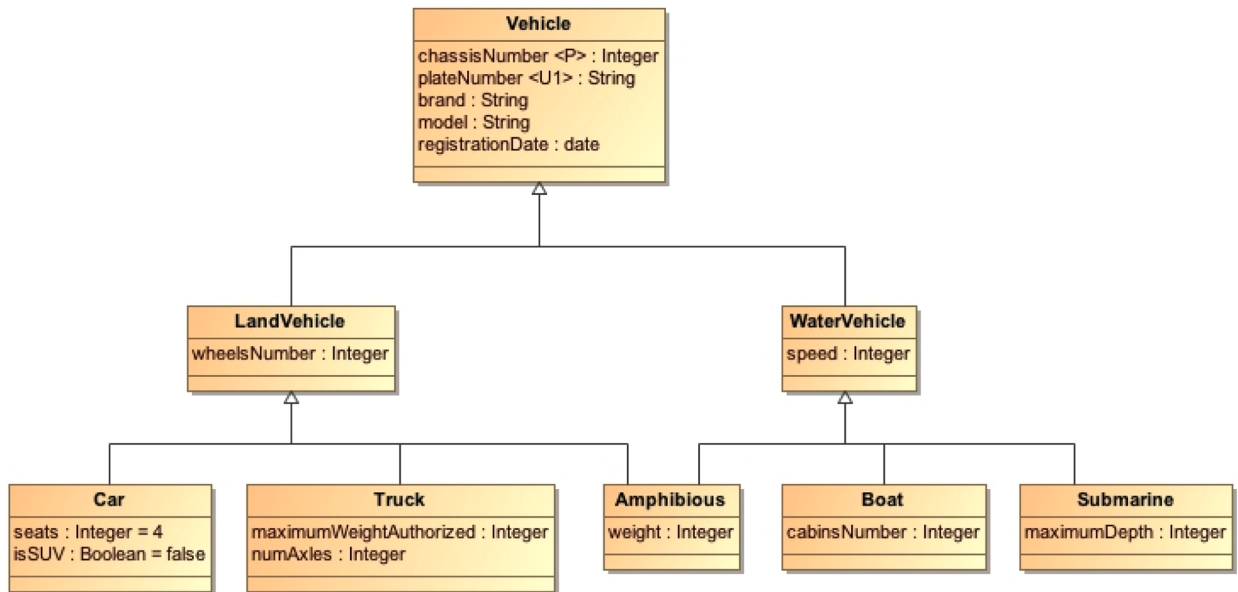 Vehicle
chassisNumber <P> : Integer
plateNumber <U1> : String
brand : String
model : String
registrationDate : date
LandVehicle
wheelsNumber : Integer
WaterVehicle
speed : Integer
Car
seats : Integer = 4
isSUV : Boolean = false
Truck
maximumWeightAuthorized : Integer
numAxles : Integer
Amphibious
weight : Integer
Boat
cabinsNumber : Integer
Submarine
maximumDepth : Integer